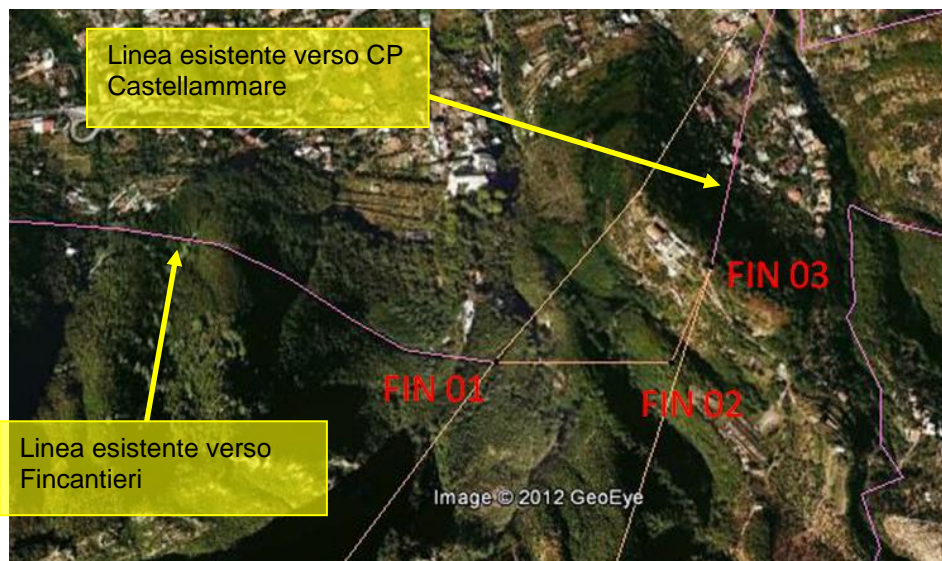 Linea esistente verso CP
Castellammare
FIN 03
FIN 01
FIN 02
Linea esistente verso
Fincantieri
Image © 2012 GeoEye